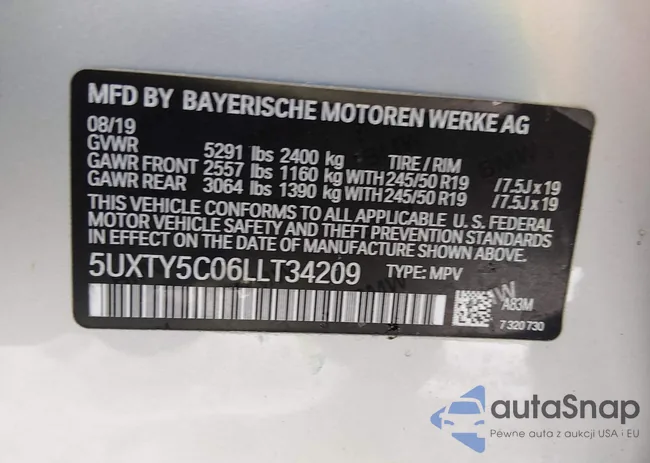 MFD BY BAYERISCHE MOTOREN WERKE AG
08/19
GVWR 5291 lbs 2400 kg TIRE / RIM
GAWR FRONT 2557 lbs 1160 kg WITH 245/50 R19 / 7.5J x 19
GAWR REAR 3064 lbs 1390 kg WITH 245/50 R19 / 7.5J x 19
THIS VEHICLE CONFORMS TO ALL APPLICABLE U. S. FEDERAL
MOTOR VEHICLE SAFETY AND THEFT PREVENTION STANDARDS
IN EFFECT ON THE DATE OF MANUFACTURE SHOWN ABOVE.
5UXTY5C06LLT34209 TYPE: MPV
A83M
7 320 730
autaSnap
Pewne auta z aukcji USA i EU